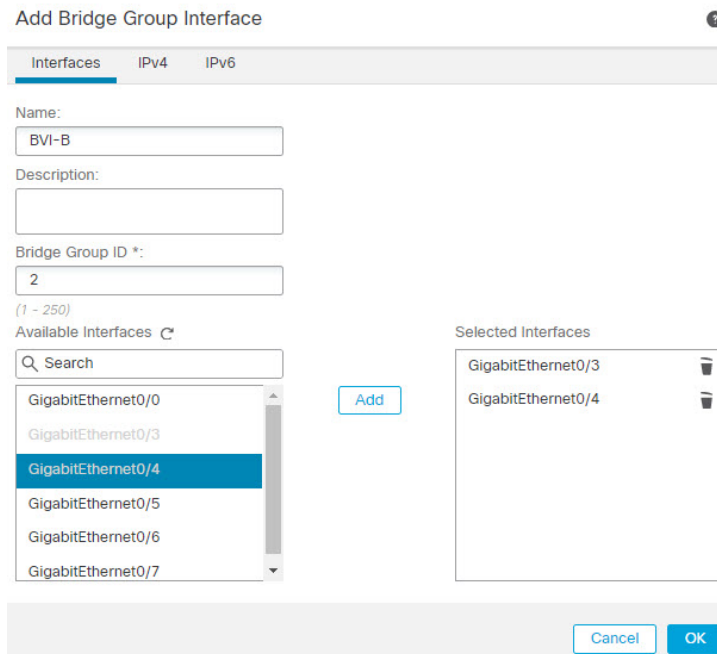 Add Bridge Group Interface
?
Interfaces IPv4 IPv6
Name:
BVI-B
Description:
Bridge Group ID *:
2
(1 - 250)
Available Interfaces
Search
GigabitEthernet0/0
GigabitEthernet0/3
GigabitEthernet0/4
GigabitEthernet0/5
GigabitEthernet0/6
GigabitEthernet0/7
Add
Selected Interfaces
GigabitEthernet0/3
GigabitEthernet0/4
Cancel OK